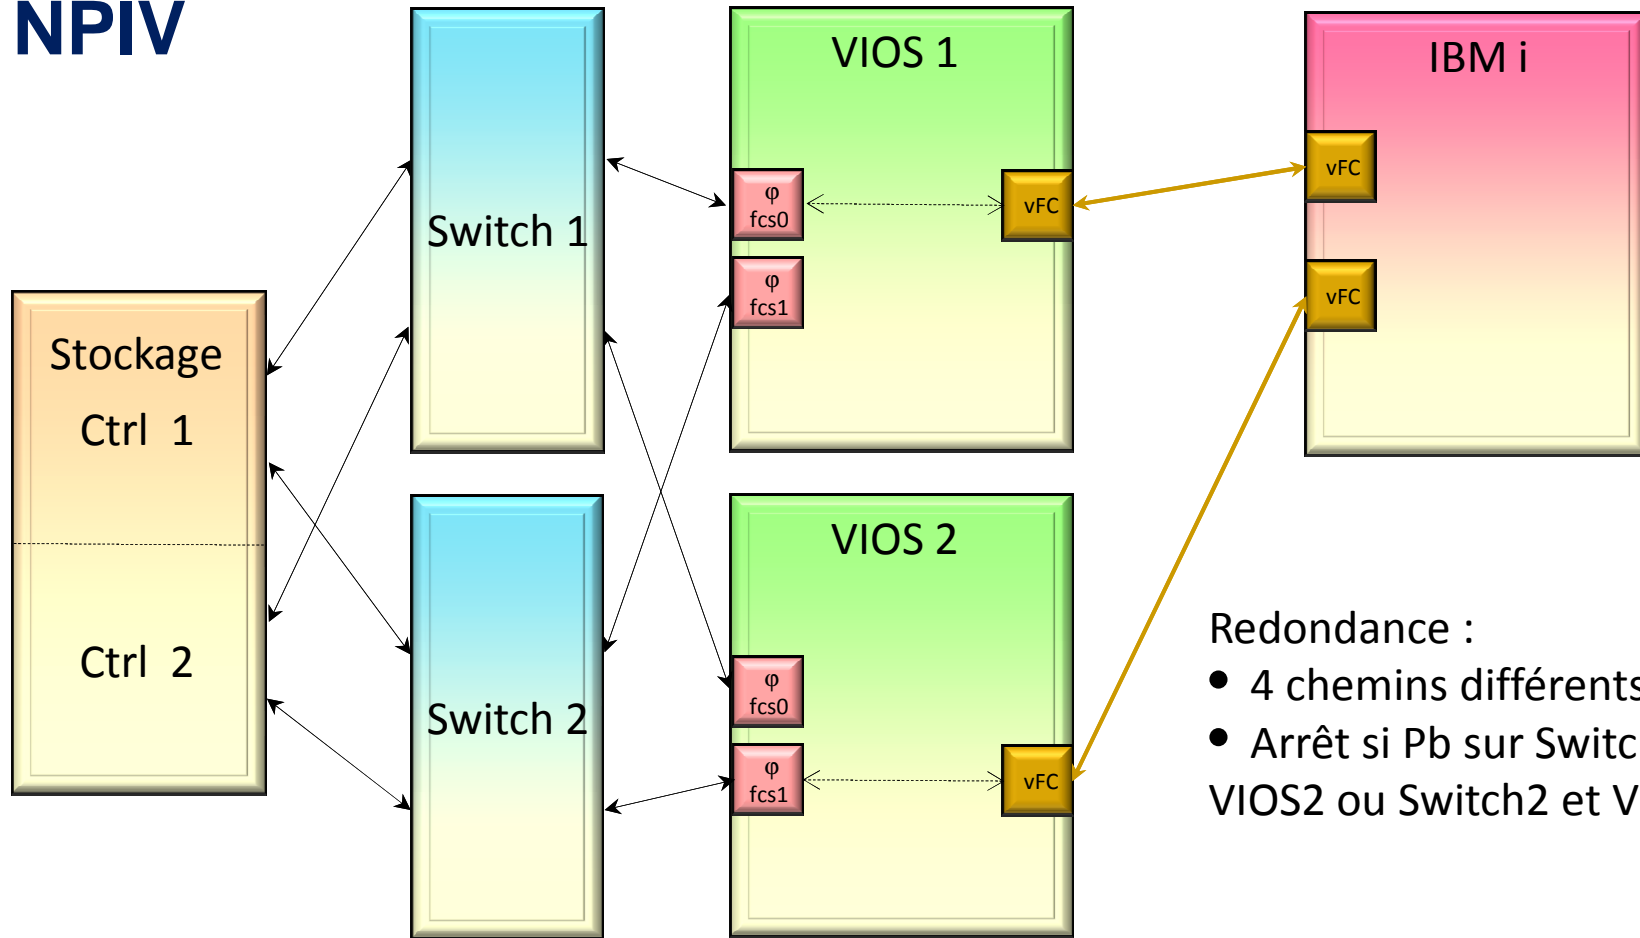 NPIV
Stockage
Ctrl 1
Ctrl 2
Switch 1
Switch 2
VIOS 1
φ
fcs0
φ
fcs1
vFC
VIOS 2
φ
fcs0
φ
fcs1
vFC
IBM i
vFC
vFC
Redondance :
• 4 chemins différents
• Arrêt si Pb sur Switc
VIOS2 ou Switch2 et V